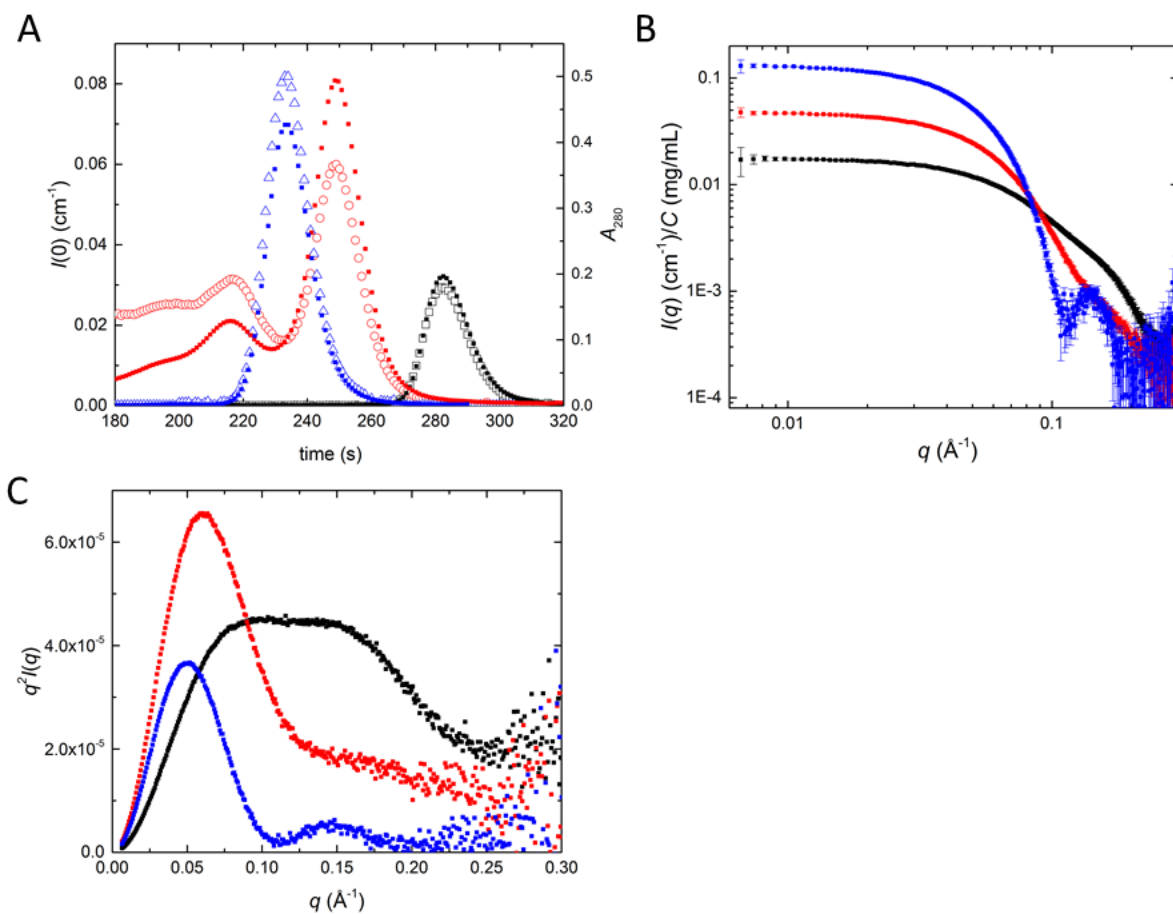 A
0.08
0.06
0.04
0.02
0.00
I(0) (cm⁻¹)
0.5
0.4
0.3
0.2
0.1
0.0
A₂₈₀
180 200 220 240 260 280 300 320
time (s)
B
0.1
0.01
1E-3
1E-4
I(q) (cm⁻¹)/C (mg/mL)
0.01 0.1
q (Å⁻¹)
C
6.0x10⁻⁵
4.0x10⁻⁵
2.0x10⁻⁵
0.0
q²I(q)
0.00 0.05 0.10 0.15 0.20 0.25 0.30
q (Å⁻¹)